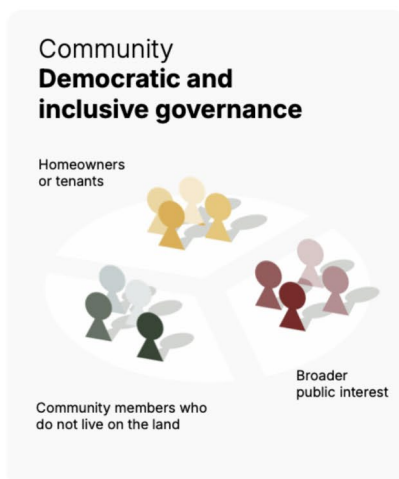 Community
Democratic and
inclusive governance
Homeowners
or tenants
Broader
public interest
Community members who
do not live on the land